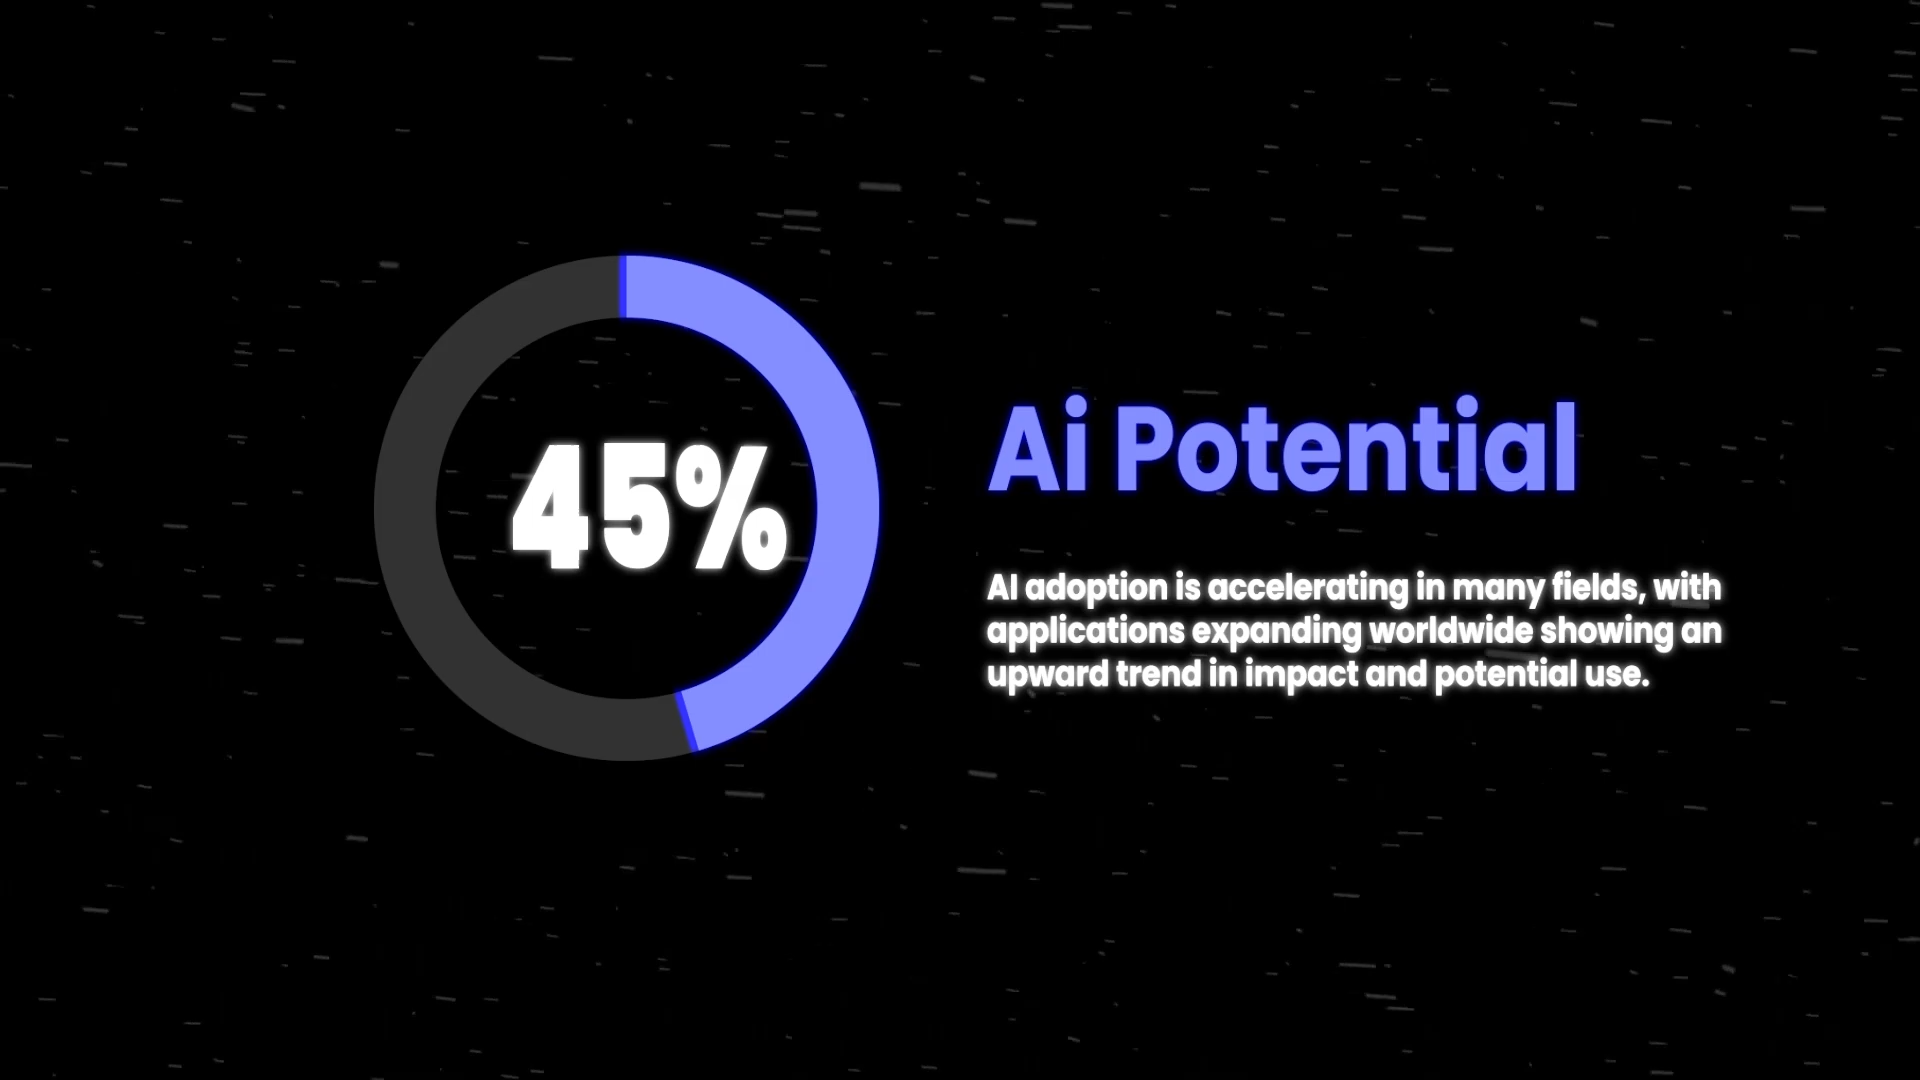 45%
Ai Potential
AI adoption is accelerating in many fields, with
applications expanding worldwide showing an
upward trend in impact and potential use.